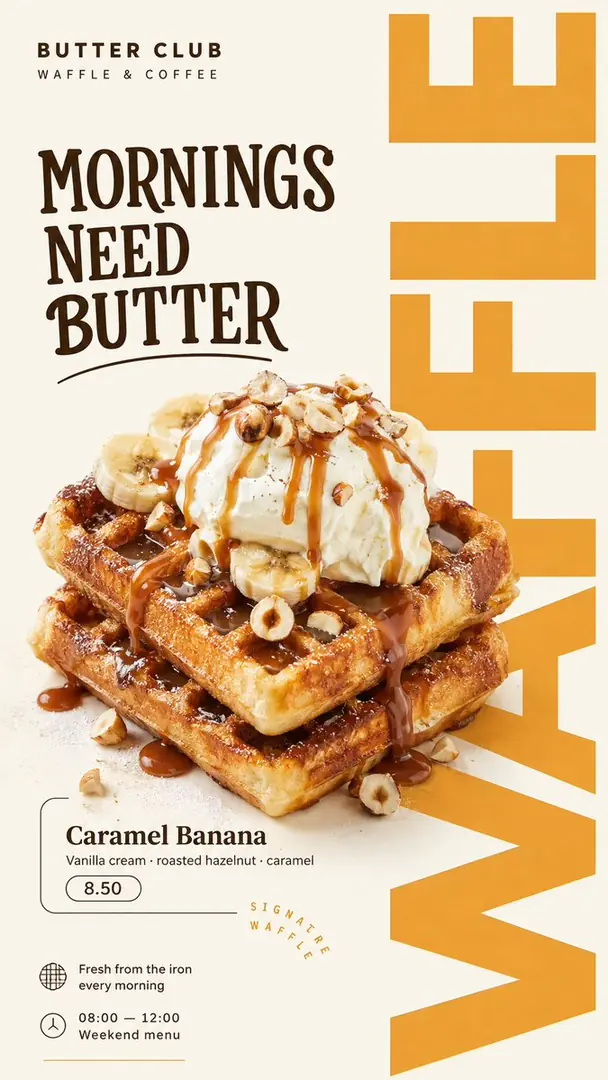 BUTTER CLUB
WAFFLE & COFFEE
MORNINGS
NEED
BUTTER
WAFFLE
Caramel Banana
Vanilla cream · roasted hazelnut · caramel
8.50
SIGNATRE
WAFFLE
Fresh from the iron
every morning
08:00 — 12:00
Weekend menu